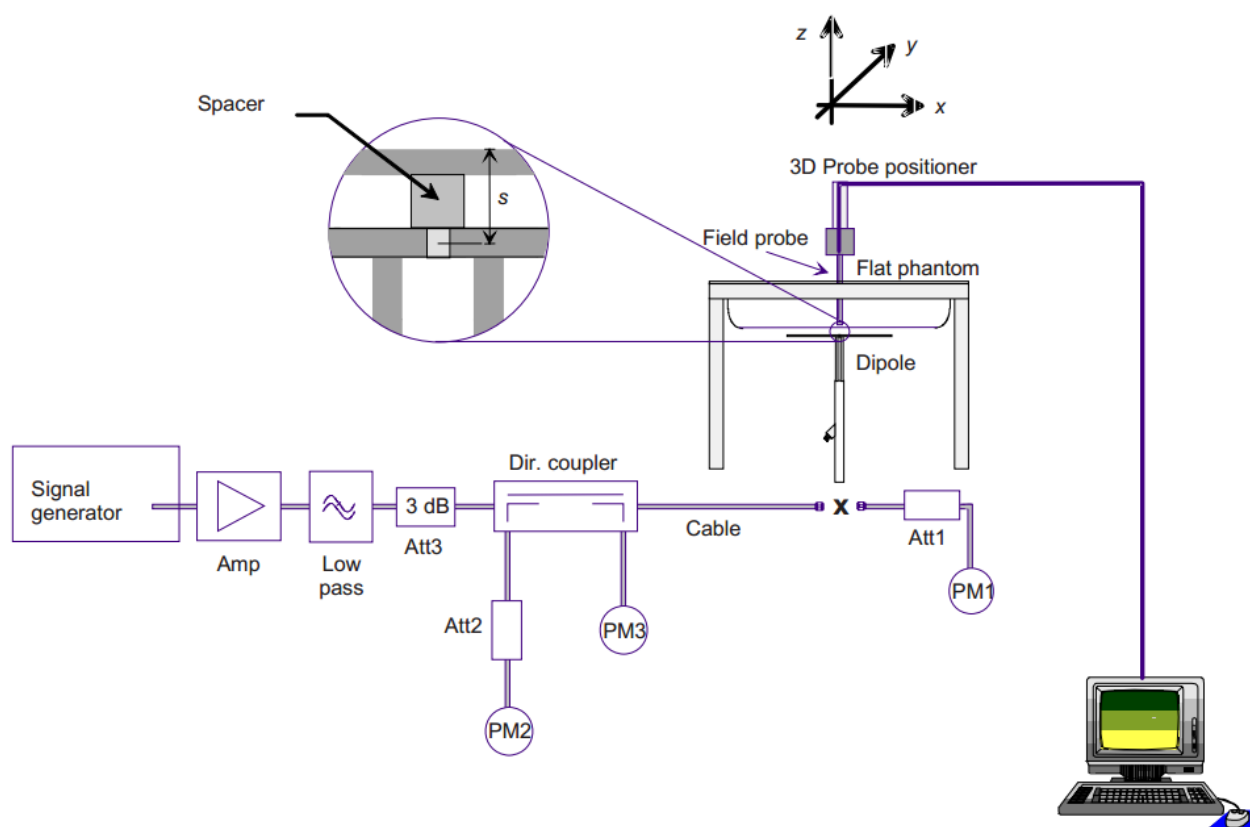 z
y
x
Spacer
s
3D Probe positioner
Field probe
Flat phantom
Dipole
Signal
generator
Amp
Low
pass
3 dB
Att3
Dir. coupler
Cable
X
Att1
PM1
Att2
PM3
PM2